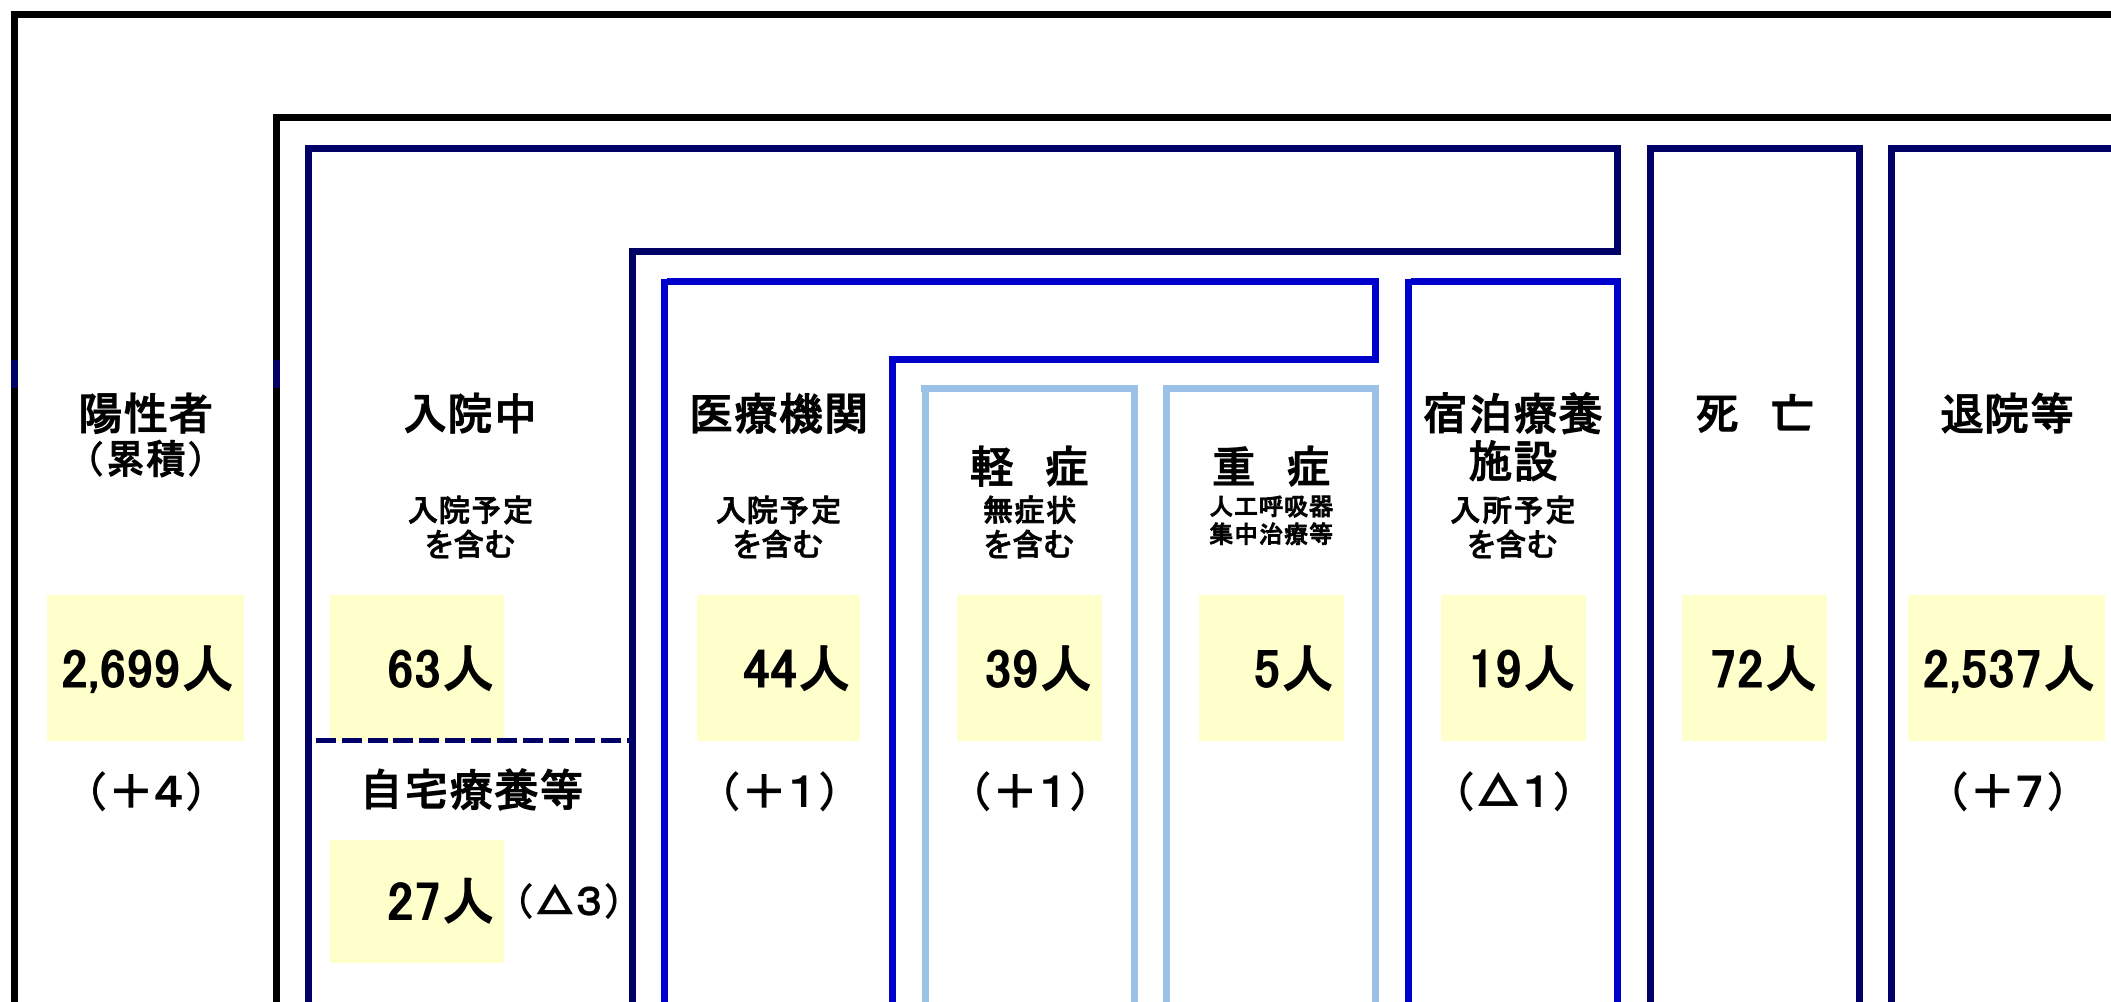 陽性者
（累積）
2,699人
（＋4）
入院中
入院予定
を含む
63人
自宅療養等
27人
（△3）
医療機関
入院予定
を含む
44人
（＋1）
軽　症
無症状
を含む
39人
（＋1）
重　症
人工呼吸器
集中治療等
5人
宿泊療養
施設
入所予定
を含む
19人
（△1）
死　亡
72人
退院等
2,537人
（＋7）